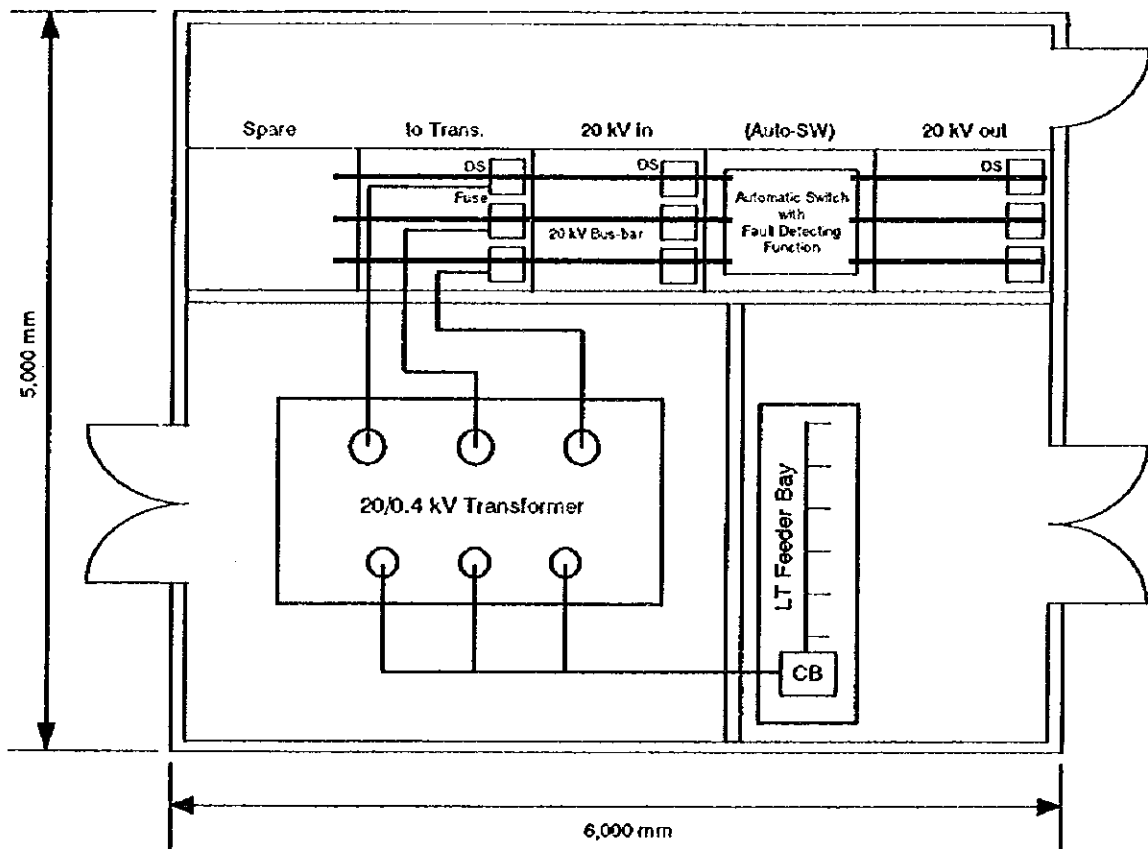 Spare
to Trans.
20 kV in
(Auto-SW)
20 kV out
DS
DS
DS
Fuse
20 kV Bus-bar
Automatic Switch
with
Fault Detecting
Function
5,000 mm
20/0.4 kV Transformer
LT Feeder Bay
CB
6,000 mm